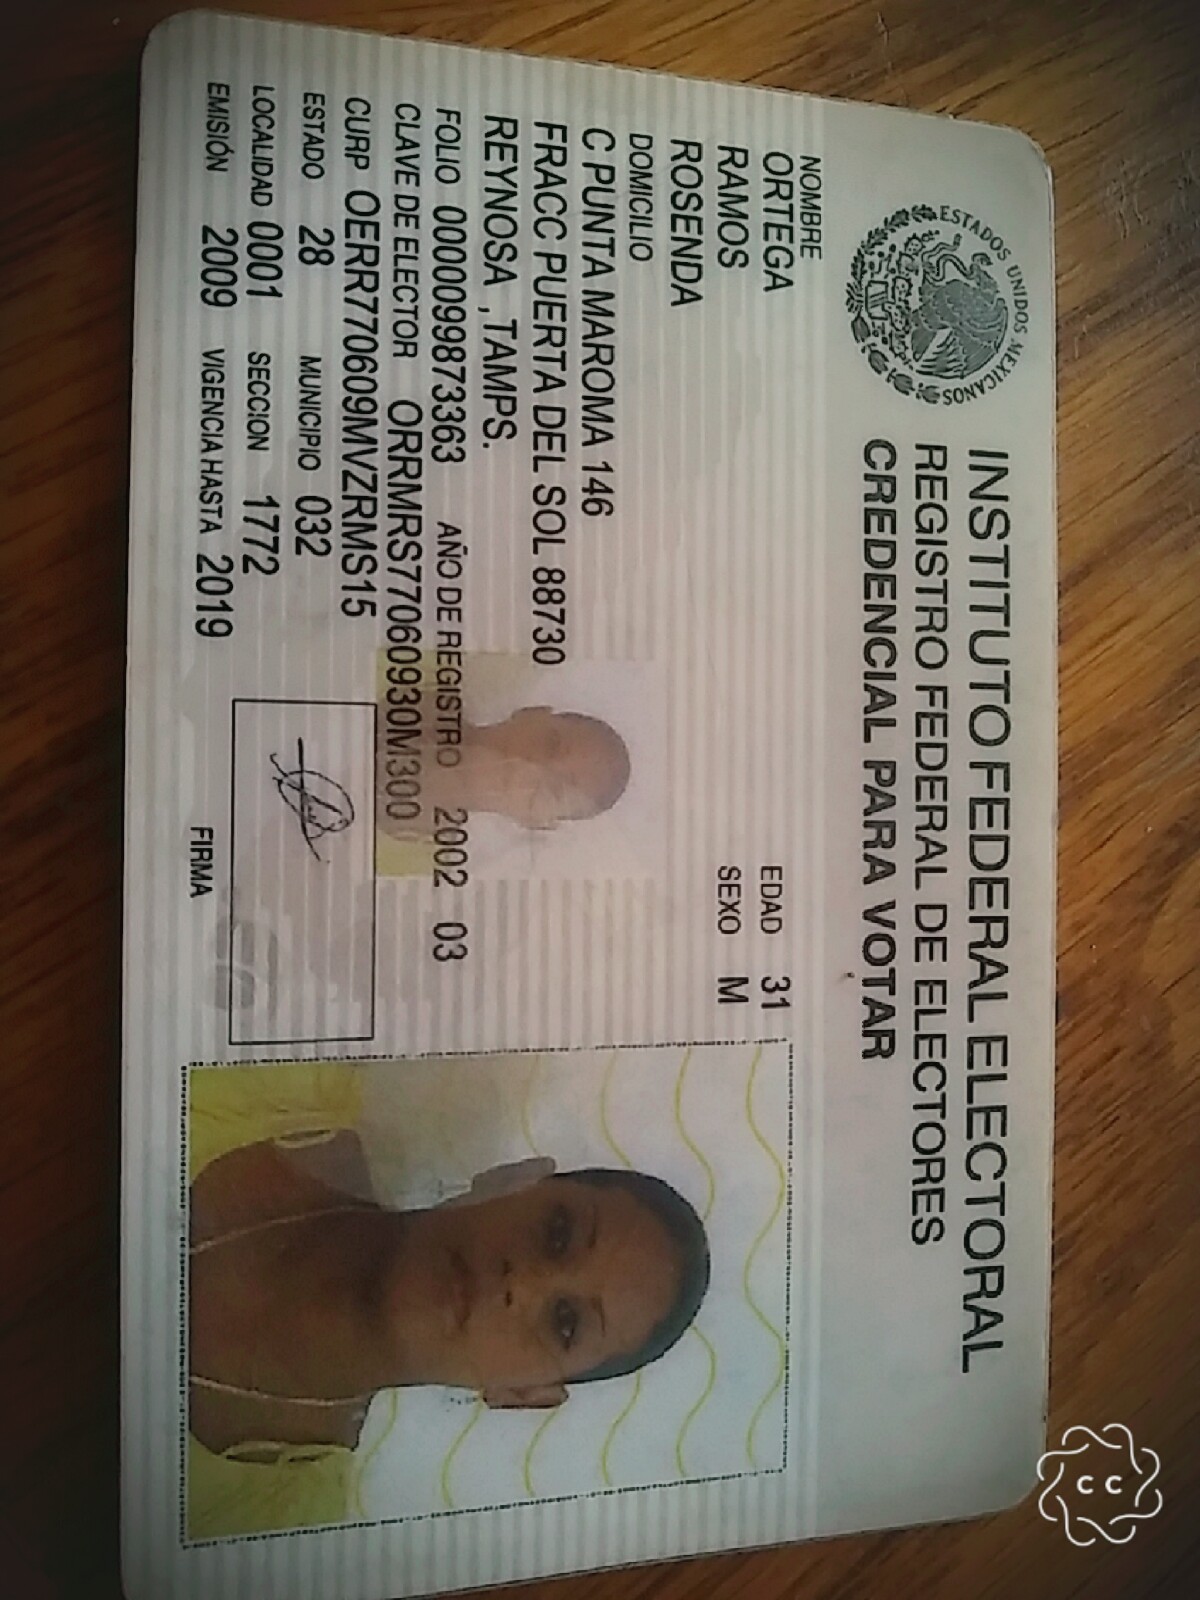 ESTADOS UNIDOS MEXICANOS
INSTITUTO FEDERAL ELECTORAL
REGISTRO FEDERAL DE ELECTORES
CREDENCIAL PARA VOTAR
NOMBRE
ORTEGA
RAMOS
ROSENDA
EDAD 31
SEXO M
DOMICILIO
C PUNTA MAROMA 146
FRACC PUERTA DEL SOL 88730
REYNOSA ,TAMPS.
FOLIO 0000099873363 AÑO DE REGISTRO 2002 03
CLAVE DE ELECTOR ORRMRS77060930M300
CURP OERR770609MVZRMS15
ESTADO 28 MUNICIPIO 032
LOCALIDAD 0001 SECCION 1772
EMISIÓN 2009 VIGENCIA HASTA 2019
FIRMA
CC